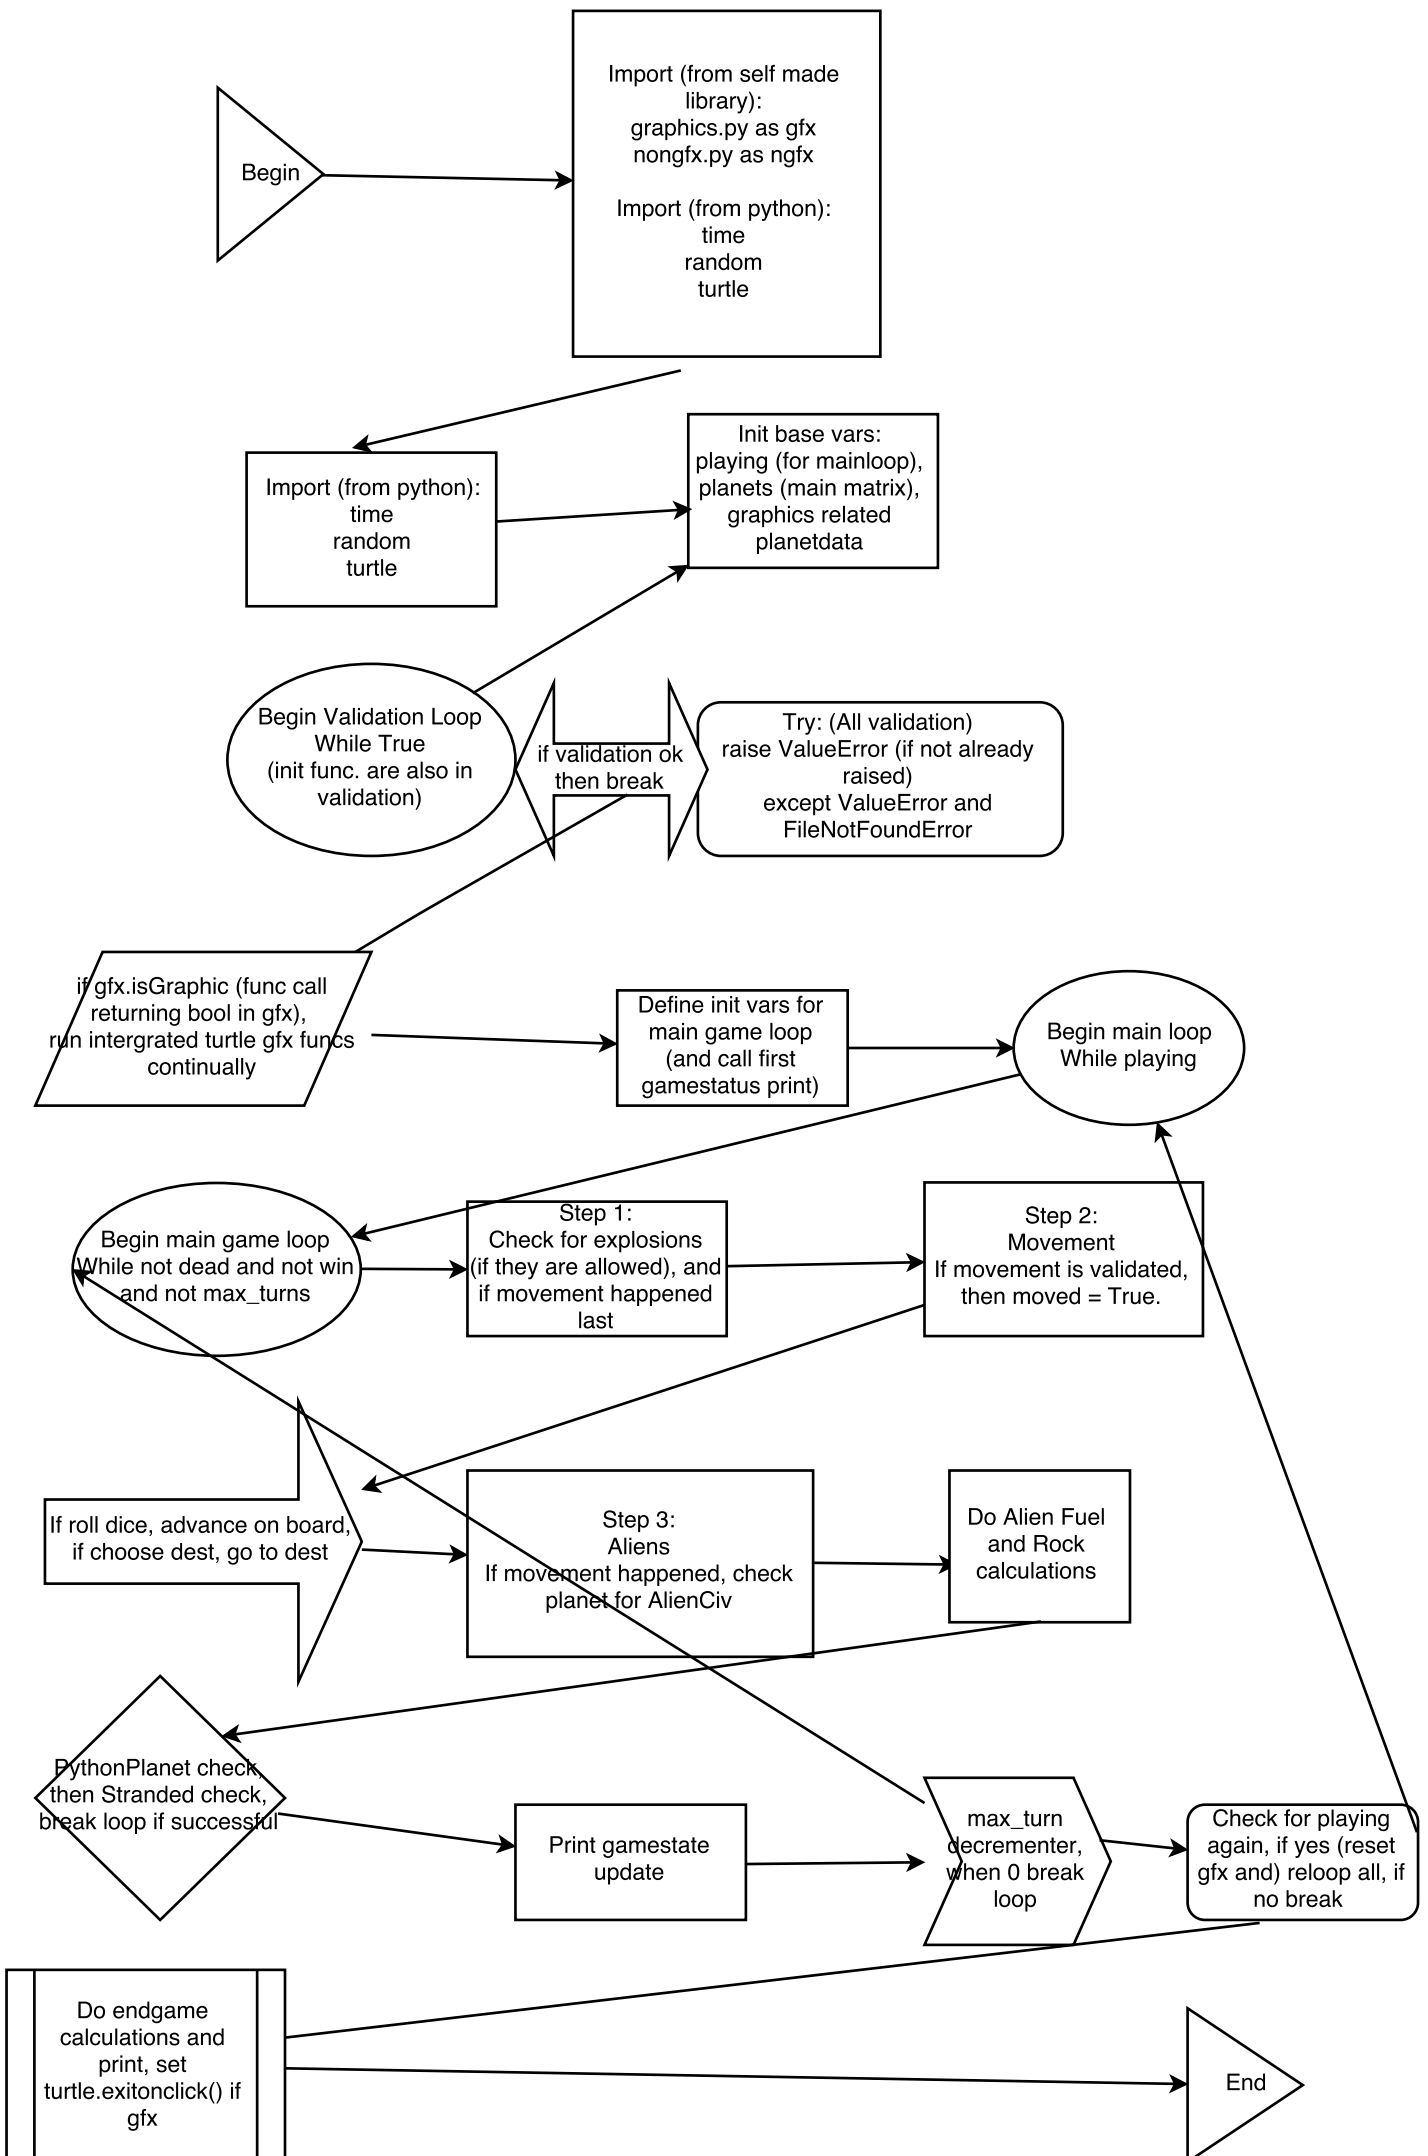 Begin
Import (from self made
library):
graphics.py as gfx
nongfx.py as ngfx
Import (from python):
time
random
turtle
Import (from python):
time
random
turtle
Init base vars:
playing (for mainloop),
planets (main matrix),
graphics related
planetdata
Begin Validation Loop
While True
(init func. are also in
validation)
if validation ok
then break
Try: (All validation)
raise ValueError (if not already
raised)
except ValueError and
FileNotFoundError
if gfx.isGraphic (func call
returning bool in gfx),
run intergrated turtle gfx funcs
continually
Define init vars for
main game loop
(and call first
gamestatus print)
Begin main loop
While playing
Begin main game loop
While not dead and not win
and not max_turns
Step 1:
Check for explosions
(if they are allowed), and
if movement happened
last
Step 2:
Movement
If movement is validated,
then moved = True.
If roll dice, advance on board,
if choose dest, go to dest
Step 3:
Aliens
If movement happened, check
planet for AlienCiv
Do Alien Fuel
and Rock
calculations
PythonPlanet check,
then Stranded check,
break loop if successful
Print gamestate
update
max_turn
decrementer,
when 0 break
loop
Check for playing
again, if yes (reset
gfx and) reloop all, if
no break
Do endgame
calculations and
print, set
turtle.exitonclick() if
gfx
End